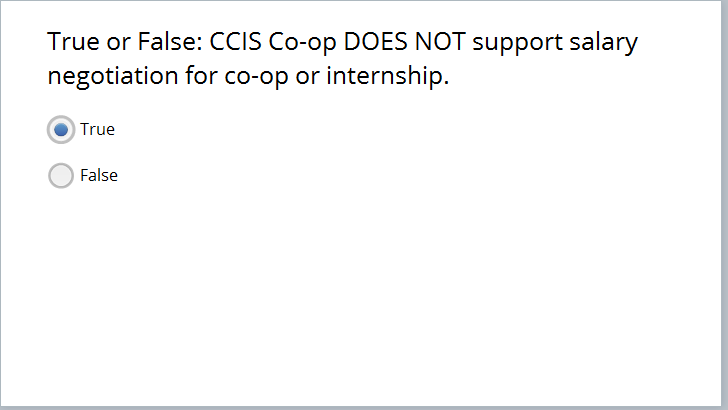 True or False: CCIS Co-op DOES NOT support salary
negotiation for co-op or internship.
True
False